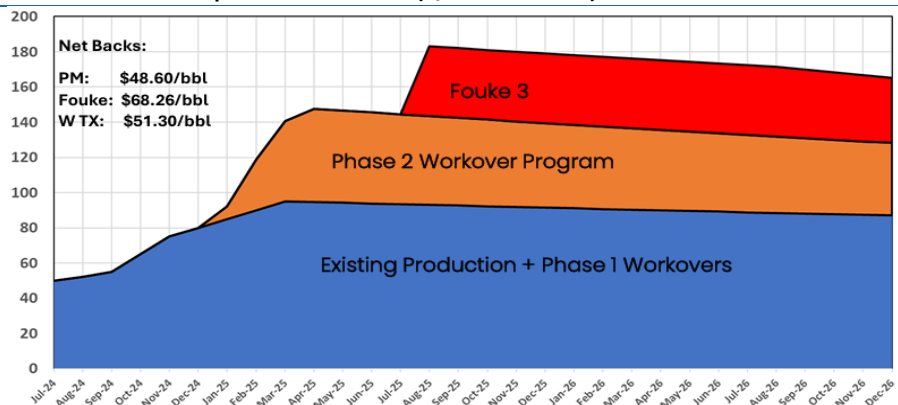 200
180
160
140
120
100
80
60
40
20
0
Net Backs:
PM: $48.60/bbl
Fouke: $68.26/bbl
W TX: $51.30/bbl
Fouke 3
Phase 2 Workover Program
Existing Production + Phase 1 Workovers
Jul-24
Aug-24
Sep-24
Oct-24
Nov-24
Dec-24
Jan-25
Feb-25
Mar-25
Apr-25
May-25
Jun-25
Jul-25
Aug-25
Sep-25
Oct-25
Nov-25
Dec-25
Jan-26
Feb-26
Mar-26
Apr-26
May-26
Jun-26
Jul-26
Aug-26
Sep-26
Oct-26
Nov-26
Dec-26